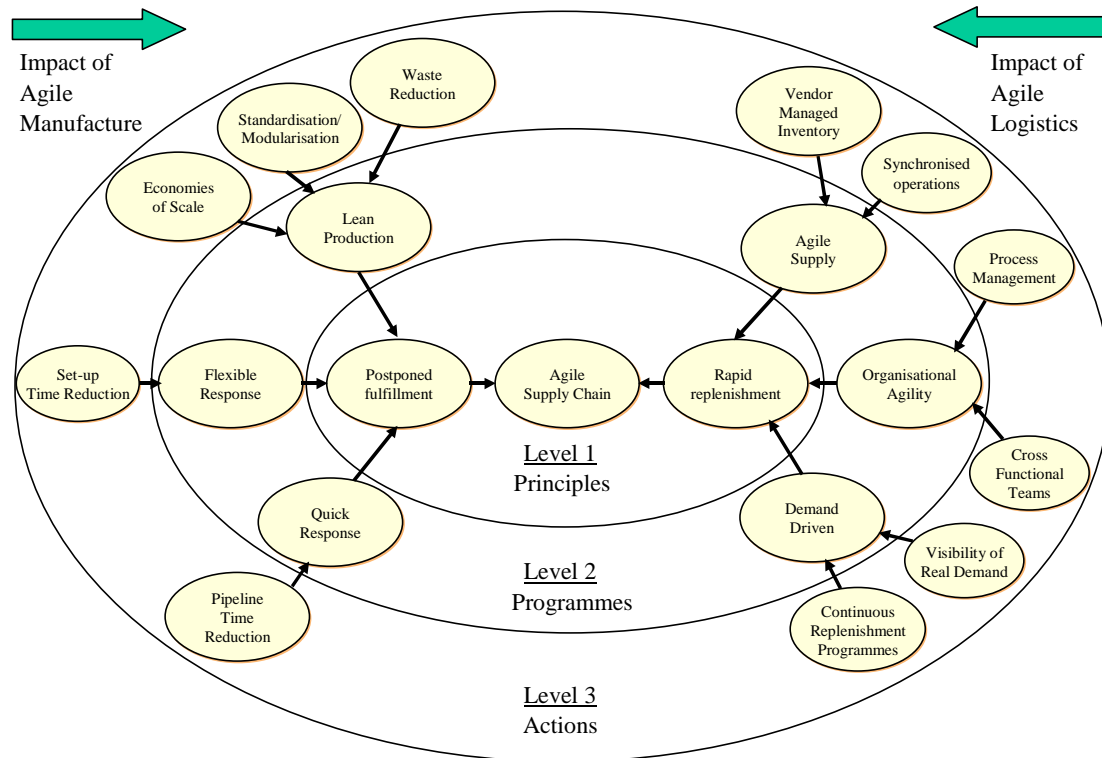 Impact of
Agile
Manufacture
Impact of
Agile
Logistics
Waste
Reduction
Standardisation/
Modularisation
Economies
of Scale
Lean
Production
Vendor
Managed
Inventory
Synchronised
operations
Agile
Supply
Process
Management
Set-up
Time Reduction
Flexible
Response
Postponed
fulfillment
Agile
Supply Chain
Rapid
replenishment
Organisational
Agility
Level 1
Principles
Cross
Functional
Teams
Quick
Response
Demand
Driven
Visibility of
Real Demand
Level 2
Programmes
Pipeline
Time
Reduction
Continuous
Replenishment
Programmes
Level 3
Actions